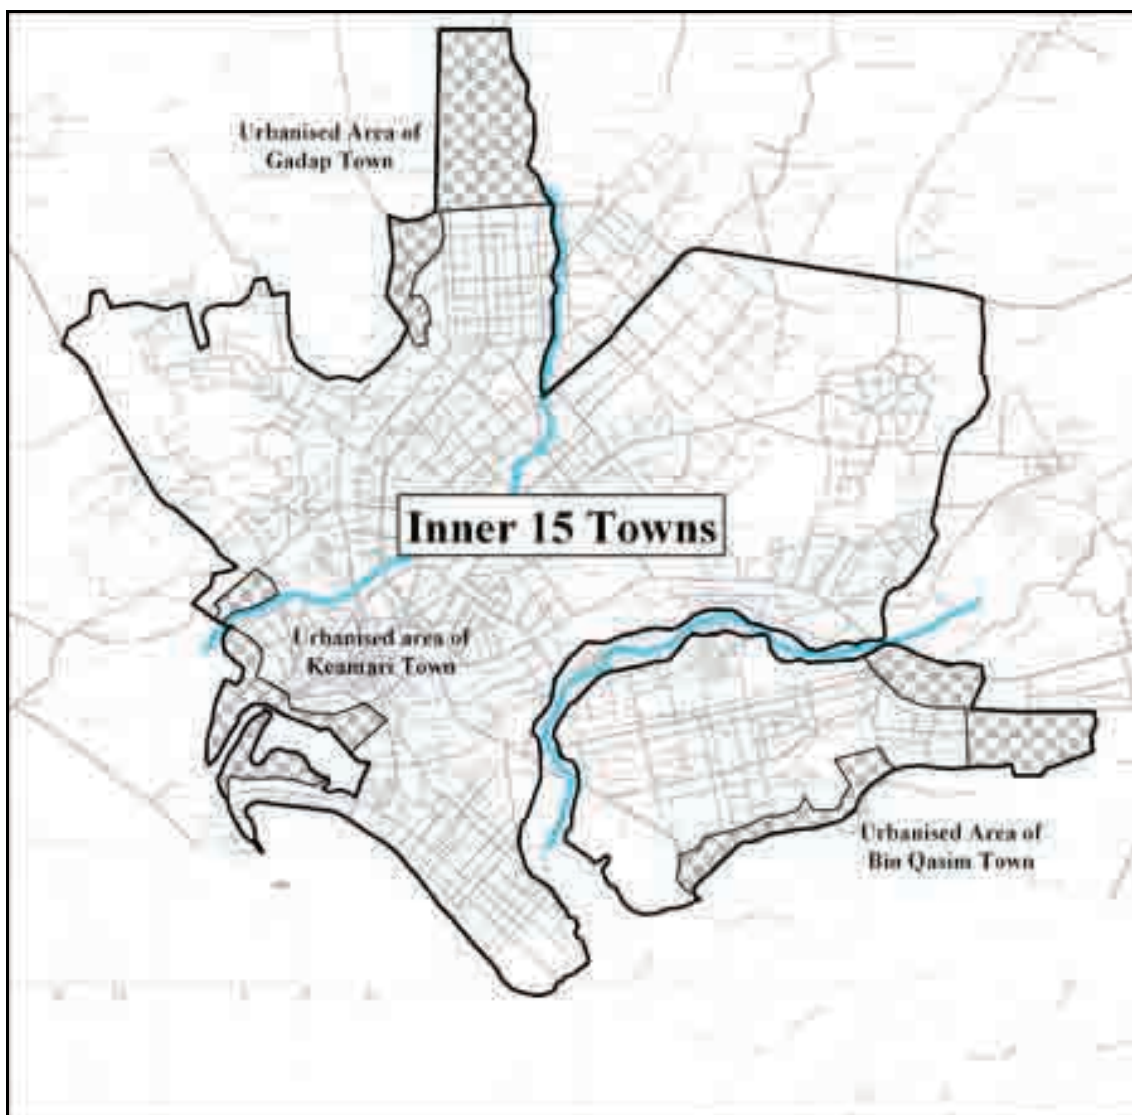 Urbanised Area of
Gadap Town
Inner 15 Towns
Urbanised area of
Keamari Town
Urbanised Area of
Bin Qasim Town